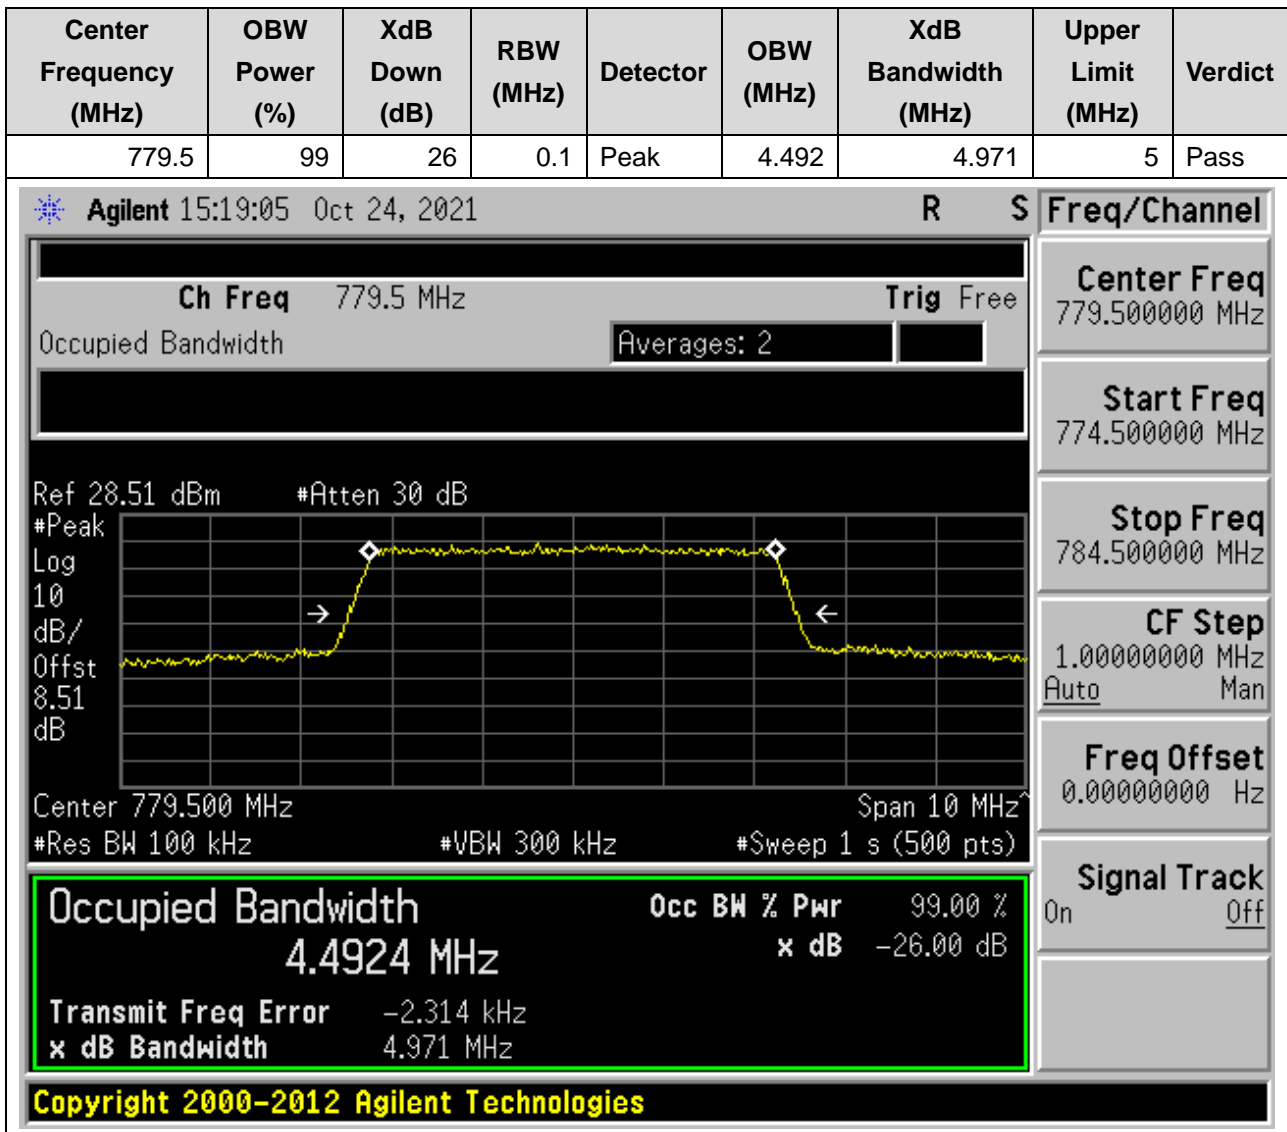 Center Frequency (MHz) OBW Power (%) XdB Down (dB) RBW (MHz) Detector OBW (MHz) XdB Bandwidth (MHz) Upper Limit (MHz) Verdict
779.5 99 26 0.1 Peak 4.492 4.971 5 Pass
Agilent 15:19:05 Oct 24, 2021 R S
Ch Freq 779.5 MHz Trig Free
Occupied Bandwidth Averages: 2
Ref 28.51 dBm #Atten 30 dB
#Peak
Log
10
dB/
Offst
8.51
dB
Center 779.500 MHz Span 10 MHz^
#Res BW 100 kHz #VBW 300 kHz #Sweep 1 s (500 pts)
Occupied Bandwidth Occ BW % Pwr 99.00 %
4.4924 MHz x dB -26.00 dB
Transmit Freq Error -2.314 kHz
x dB Bandwidth 4.971 MHz
Freq/Channel
Center Freq
779.500000 MHz
Start Freq
774.500000 MHz
Stop Freq
784.500000 MHz
CF Step
1.00000000 MHz
Auto Man
Freq Offset
0.00000000 Hz
Signal Track
On Off
Copyright 2000-2012 Agilent Technologies